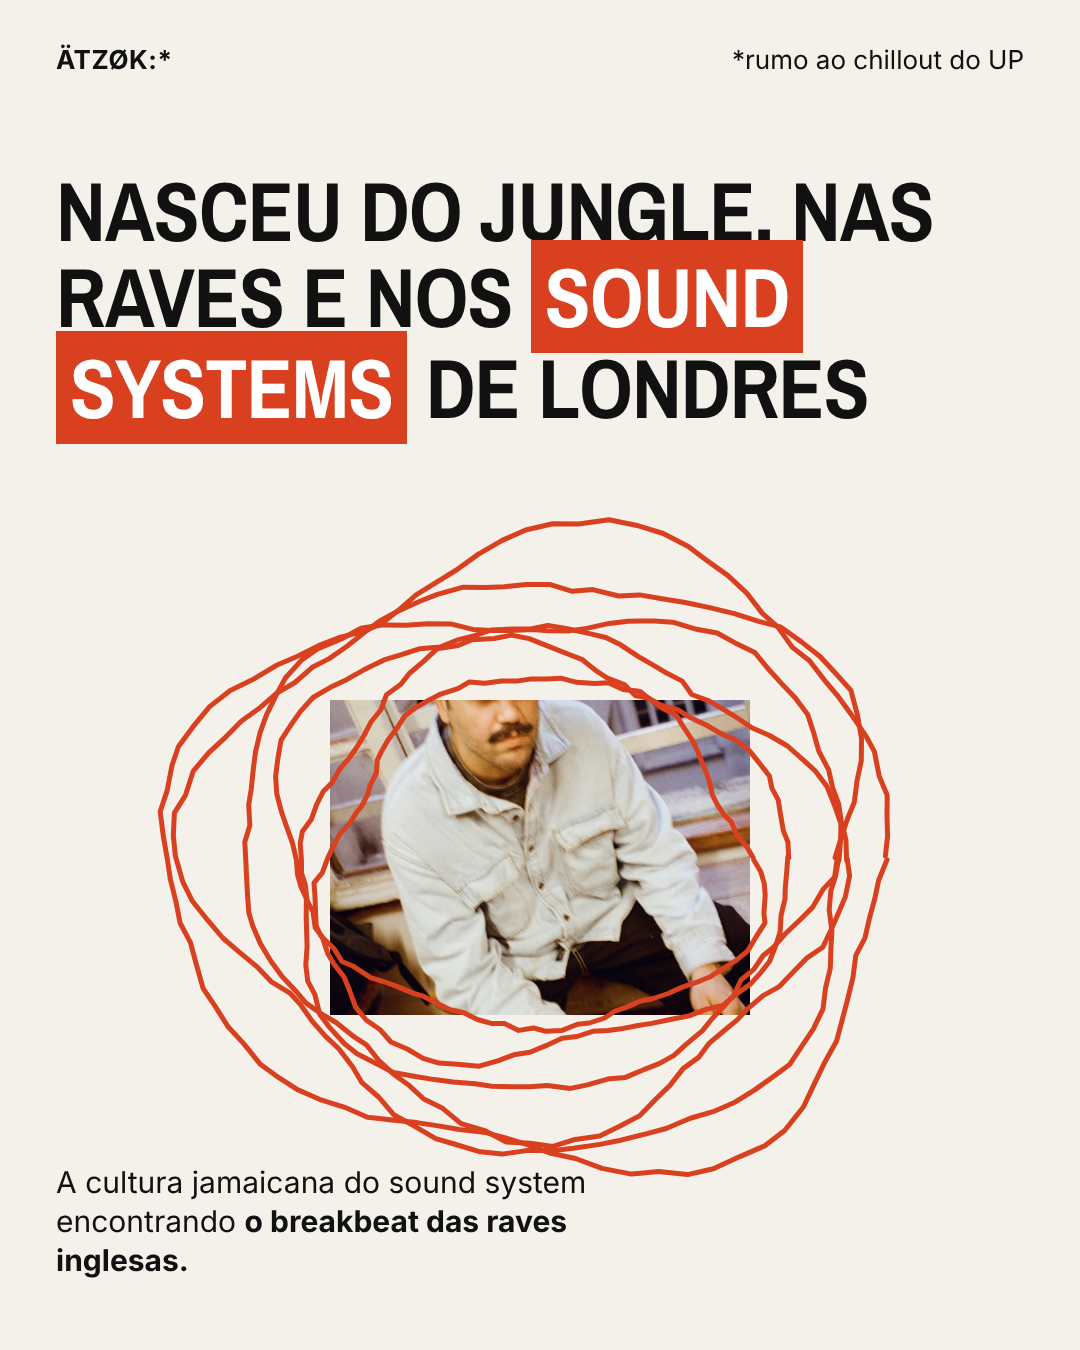 ÄTZØK:*
*rumo ao chillout do UP
NASCEU DO JUNGLE, NAS
RAVES E NOS SOUND
SYSTEMS DE LONDRES
A cultura jamaicana do sound system
encontrando o breakbeat das raves
inglesas.